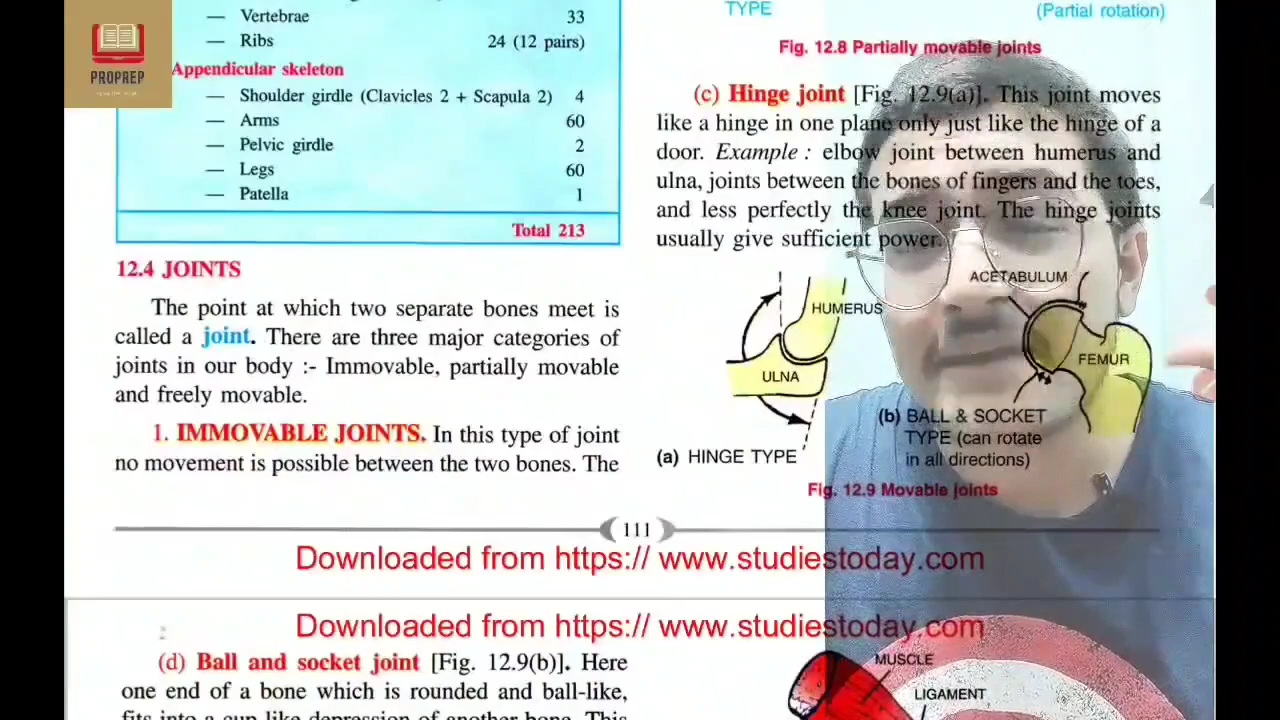 PROPREP
— Vertebrae 33
— Ribs 24 (12 pairs)
Appendicular skeleton
— Shoulder girdle (Clavicles 2 + Scapula 2) 4
— Arms 60
— Pelvic girdle 2
— Legs 60
— Patella 1
Total 213
12.4 JOINTS
The point at which two separate bones meet is
called a joint. There are three major categories of
joints in our body :- Immovable, partially movable
and freely movable.
1. IMMOVABLE JOINTS. In this type of joint
no movement is possible between the two bones. The
TYPE
(Partial rotation)
Fig. 12.8 Partially movable joints
(c) Hinge joint [Fig. 12.9(a)]. This joint moves
like a hinge in one plane only just like the hinge of a
door. Example : elbow joint between humerus and
ulna, joints between the bones of fingers and the toes,
and less perfectly the knee joint. The hinge joints
usually give sufficient power.
HUMERUS
ULNA
(a) HINGE TYPE
ACETABULUM
FEMUR
(b) BALL & SOCKET
TYPE (can rotate
in all directions)
Fig. 12.9 Movable joints
111
Downloaded from https:// www.studiestoday.com
Downloaded from https:// www.studiestoday.com
(d) Ball and socket joint [Fig. 12.9(b)]. Here
one end of a bone which is rounded and ball-like,
fits into a cup like depression of another bone. This
MUSCLE
LIGAMENT